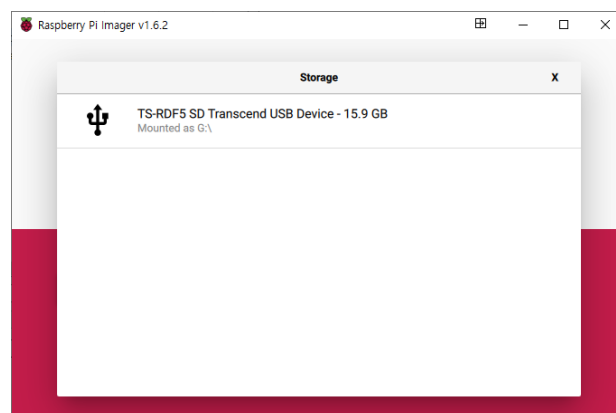 Raspberry Pi Imager v1.6.2
Storage X
TS-RDF5 SD Transcend USB Device - 15.9 GB
Mounted as G:\